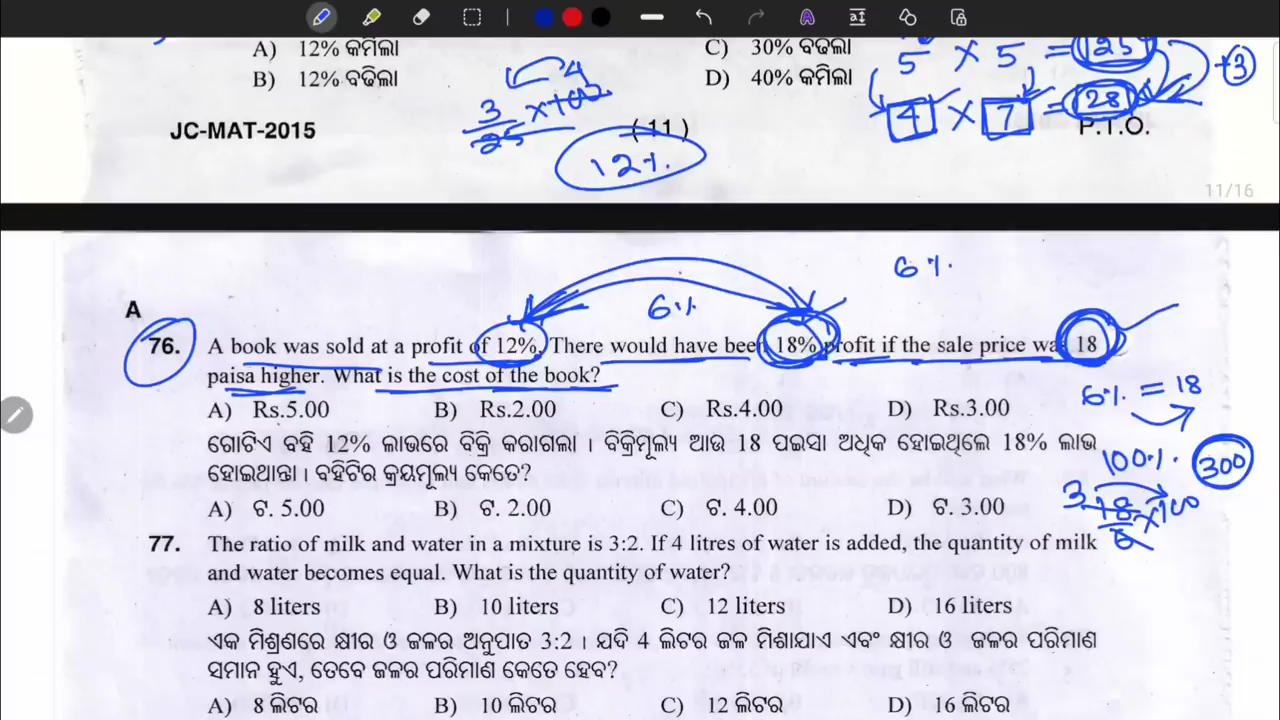 A) 12% କମିଲା
C) 30% ବଢିଲା
5 × 5 = 125
+3
B) 12% ବଢିଲା
D) 40% କମିଲା
4
3
25
4 × 7 = 28
JC-MAT-2015
( 11 )
P.T.O.
12%
11/16
6%
A
6%
76. A book was sold at a profit of 12%. There would have been 18% profit if the sale price was 18
paisa higher. What is the cost of the book?
6% = 18
A) Rs.5.00 B) Rs.2.00 C) Rs.4.00 D) Rs.3.00
ଗୋଟିଏ ବହି 12% ଲାଭରେ ବିକ୍ରି କରାଗଲା । ବିକ୍ରିମୂଲ୍ୟ ଆଉ 18 ପଇସା ଅଧିକ ହୋଇଥିଲେ 18% ଲାଭ
100% 300
ହୋଇଥାନ୍ତା । ବହିଟିର କ୍ରୟମୂଲ୍ୟ କେତେ?
3
18 × 100
6
A) ଟ. 5.00 B) ଟ. 2.00 C) ଟ. 4.00 D) ଟ. 3.00
77. The ratio of milk and water in a mixture is 3:2. If 4 litres of water is added, the quantity of milk
and water becomes equal. What is the quantity of water?
A) 8 liters B) 10 liters C) 12 liters D) 16 liters
ଏକ ମିଶ୍ରଣରେ କ୍ଷୀର ଓ ଜଳର ଅନୁପାତ 3:2 । ଯଦି 4 ଲିଟର ଜଳ ମିଶାଯାଏ ଏବଂ କ୍ଷୀର ଓ ଜଳର ପରିମାଣ
ସମାନ ହୁଏ, ତେବେ ଜଳର ପରିମାଣ କେତେ ହେବ?
A) 8 ଲିଟର B) 10 ଲିଟର C) 12 ଲିଟର D) 16 ଲିଟର